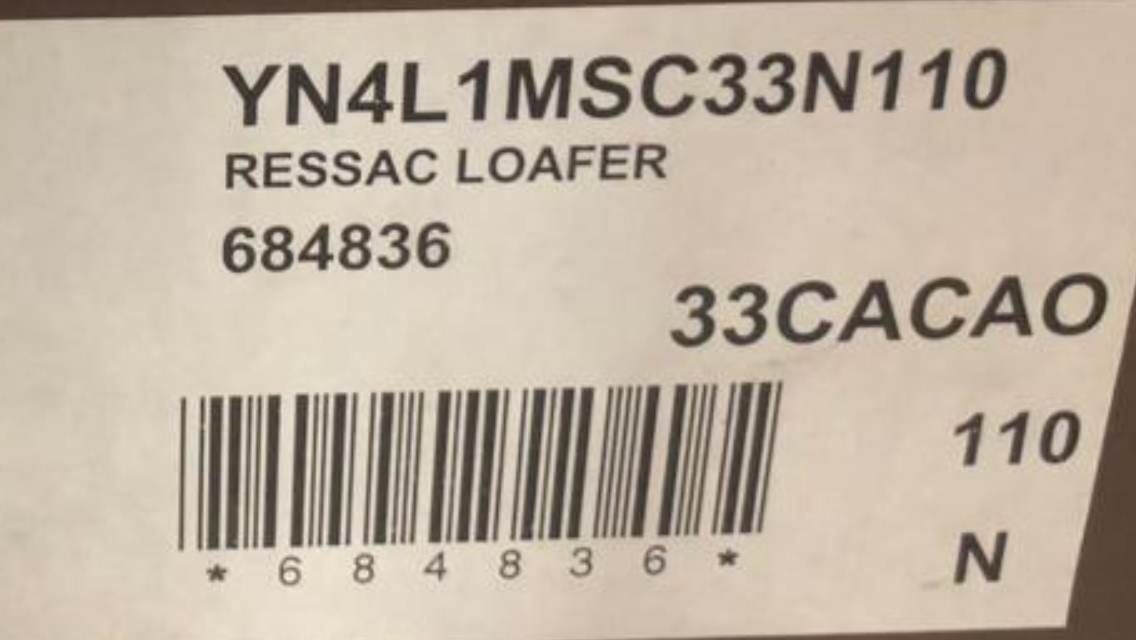 YN4L1MSC33N110
RESSAC LOAFER
684836
33CACAO
110
*684836*
N